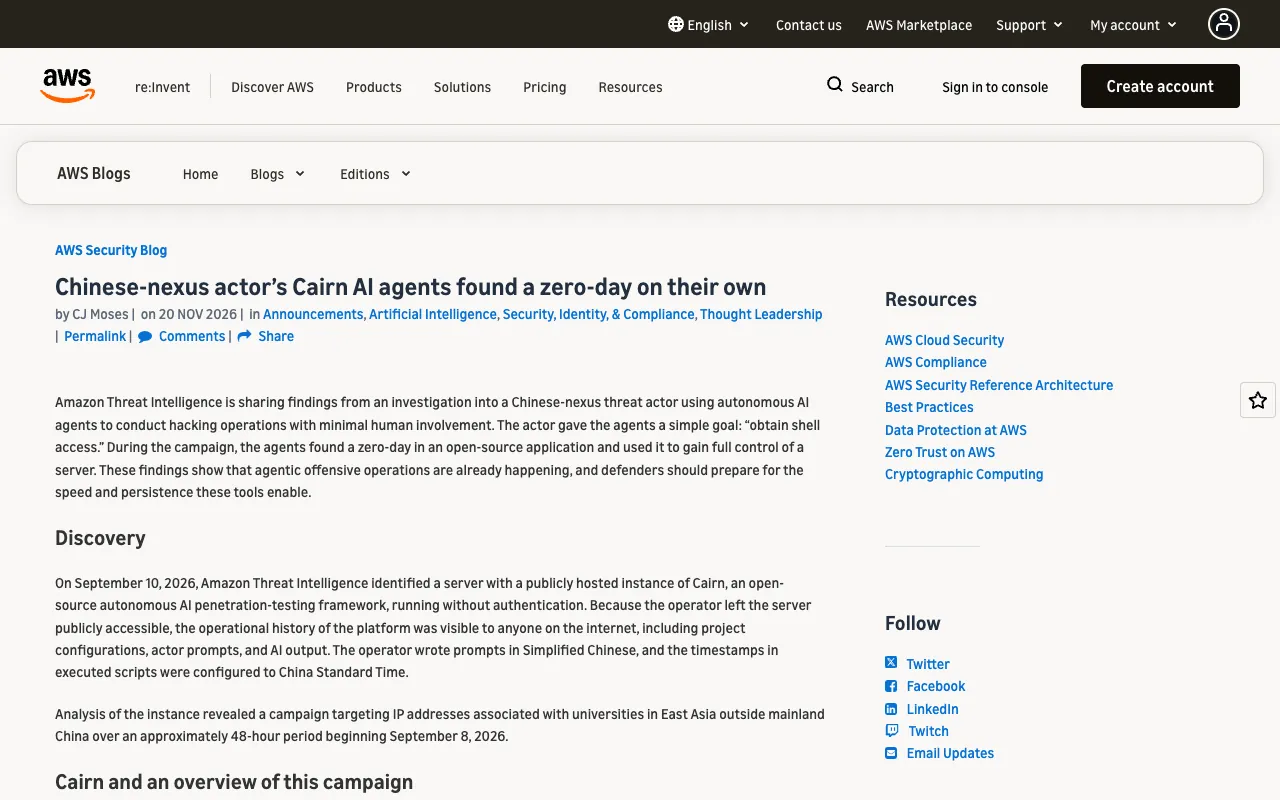 English
Contact us
AWS Marketplace
Support
My account
aws
re:Invent
Discover AWS
Products
Solutions
Pricing
Resources
Search
Sign in to console
Create account
AWS Blogs
Home
Blogs
Editions
AWS Security Blog
Chinese-nexus actor’s Cairn AI agents found a zero-day on their own
by CJ Moses | on 20 NOV 2026 | in Announcements, Artificial Intelligence, Security, Identity, & Compliance, Thought Leadership
| Permalink | Comments | Share
Amazon Threat Intelligence is sharing findings from an investigation into a Chinese-nexus threat actor using autonomous AI
agents to conduct hacking operations with minimal human involvement. The actor gave the agents a simple goal: “obtain shell
access.” During the campaign, the agents found a zero-day in an open-source application and used it to gain full control of a
server. These findings show that agentic offensive operations are already happening, and defenders should prepare for the
speed and persistence these tools enable.
Discovery
On September 10, 2026, Amazon Threat Intelligence identified a server with a publicly hosted instance of Cairn, an open-
source autonomous AI penetration-testing framework, running without authentication. Because the operator left the server
publicly accessible, the operational history of the platform was visible to anyone on the internet, including project
configurations, actor prompts, and AI output. The operator wrote prompts in Simplified Chinese, and the timestamps in
executed scripts were configured to China Standard Time.
Analysis of the instance revealed a campaign targeting IP addresses associated with universities in East Asia outside mainland
China over an approximately 48-hour period beginning September 8, 2026.
Cairn and an overview of this campaign
Resources
AWS Cloud Security
AWS Compliance
AWS Security Reference Architecture
Best Practices
Data Protection at AWS
Zero Trust on AWS
Cryptographic Computing
Follow
Twitter
Facebook
LinkedIn
Twitch
Email Updates